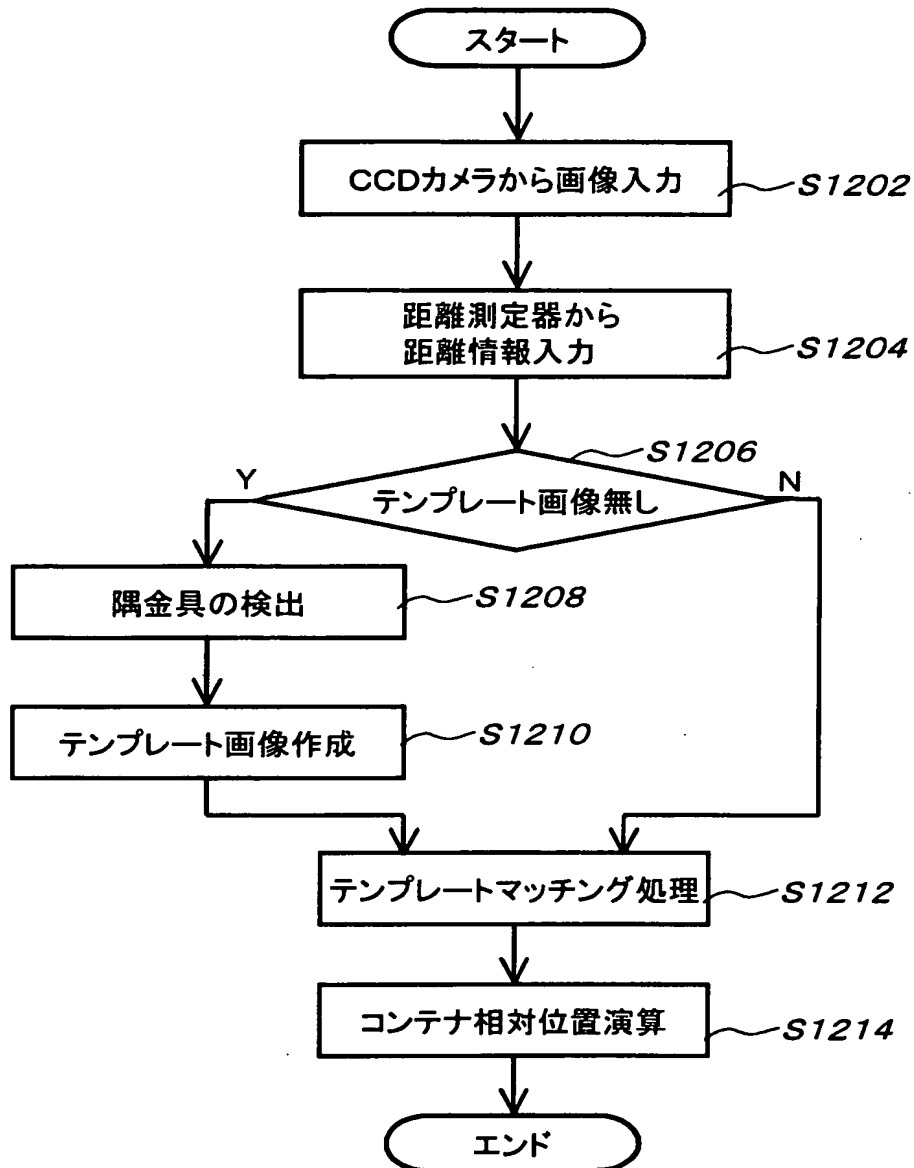 スタート
CCDカメラから画像入力
S1202
距離測定器から
距離情報入力
S1204
S1206
Y
テンプレート画像無し
N
隅金具の検出
S1208
テンプレート画像作成
S1210
テンプレートマッチング処理
S1212
コンテナ相対位置演算
S1214
エンド